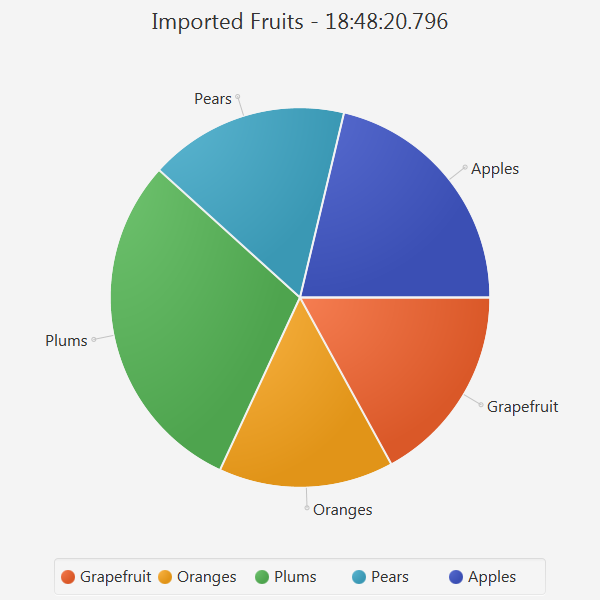 Imported Fruits - 18:48:20.796
Pears
Apples
Plums
Grapefruit
Oranges
Grapefruit Oranges Plums Pears Apples